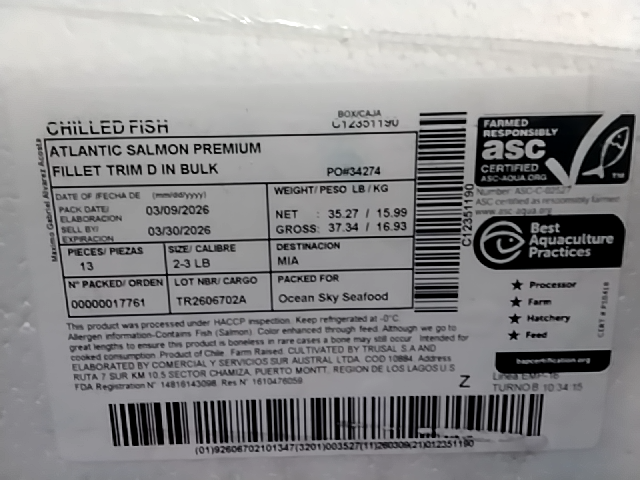 CHILLED FISH
BOX/CAJA
C12351190
ATLANTIC SALMON PREMIUM
FILLET TRIM D IN BULK
PO#34274
DATE OF /FECHA DE (mm/dd/yyyy)
PACK DATE/
ELABORACION
03/09/2026
SELL BY/
EXPIRACION
03/30/2026
WEIGHT/ PESO LB / KG
NET : 35.27 / 15.99
GROSS: 37.34 / 16.93
PIECES/ PIEZAS
13
SIZE/ CALIBRE
2-3 LB
DESTINACION
MIA
N° PACKED/ ORDEN
00000017761
LOT NBR/ CARGO
TR2606702A
PACKED FOR
Ocean Sky Seafood
This product was processed under HACCP inspection. Keep refrigerated at -0°C.
Allergen information-Contains Fish (Salmon). Color enhanced through feed. Although we go to
great lengths to ensure this product is boneless in rare cases a bone may still occur. Intended for
cooked consumption. Product of Chile. Farm Raised. CULTIVATED BY TRUSAL S.A AND
ELABORATED BY COMERCIAL Y SERVICIOS SUR AUSTRAL LTDA. COD 10884. Address
RUTA 7 SUR KM 10.5 SECTOR CHAMIZA, PUERTO MONTT. REGION DE LOS LAGOS
FDA Registration N° 14816143098. Res N° 1610476059
Z
(01)92606702101347(3201)003527(11)260309(21)012351190
Maximo Gabriel Alvarez Acosta
C12351190
FARMED
RESPONSIBLY
asc
CERTIFIED
ASC-AQUA.ORG
TM
Number: ASC-C-02527
ASC certified as responsibly farmed
www.asc-aqua.org
Best
Aquaculture
Practices
Processor
Farm
Hatchery
Feed
CERT #
bapcertification.org
TURNO B 10:34:15